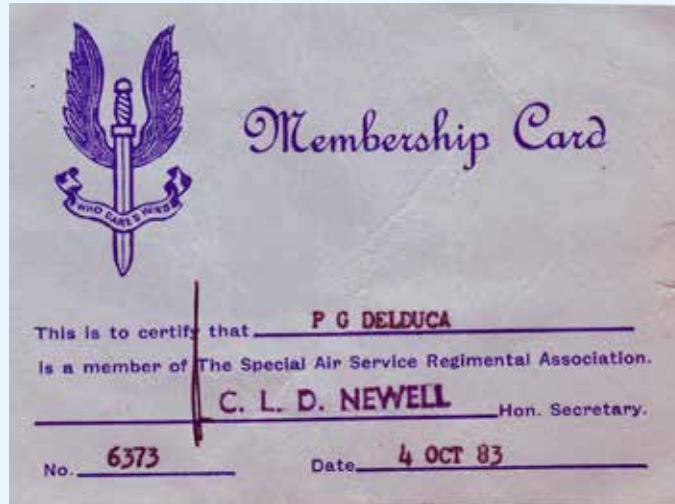 WHO DARES WINS
Membership Card
This is to certify that P G DELDUCA
is a member of The Special Air Service Regimental Association.
C. L. D. NEWELL Hon. Secretary.
No. 6373 Date 4 OCT 83